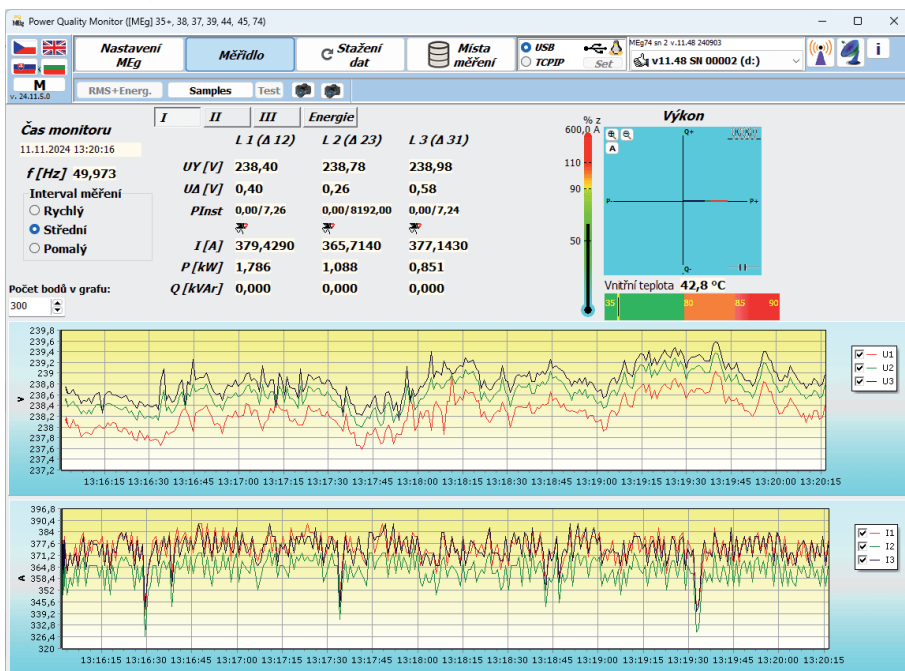 Power Quality Monitor ([MEg] 35+, 38, 37, 39, 44, 45, 74)
Nastavení MEg
Měřidlo
Stažení dat
Místa měření
USB
TCPIP
Set
MEg74 sn 2 v.11.48 240903
v11.48 SN 00002 (d:)
i
M
v. 24.11.5.0
RMS+Energ.
Samples
Test
I II III Energie
Čas monitoru
11.11.2024 13:20:16
f [Hz] 49,973
Interval měření
Rychlý
Střední
Pomalý
Počet bodů v grafu:
300
L 1 (Δ 12) L 2 (Δ 23) L 3 (Δ 31)
UY [V] 238,40 238,78 238,98
UΔ [V] 0,40 0,26 0,58
PInst 0,00/7,26 0,00/8192,00 0,00/7,24
I [A] 379,4290 365,7140 377,1430
P [kW] 1,786 1,088 0,851
Q [kVAr] 0,000 0,000 0,000
% z
600,0 A
110
90
50
Výkon
A
Q+
P-
P+
Q-
Vnitřní teplota 42,8 °C
35 80 85 90
239,8
239,6
239,4
239,2
239
238,8
238,6
238,4
238,2
238
237,8
237,6
237,4
237,2
V
13:16:15 13:16:30 13:16:45 13:17:00 13:17:15 13:17:30 13:17:45 13:18:00 13:18:15 13:18:30 13:18:45 13:19:00 13:19:15 13:19:30 13:19:45 13:20:00 13:20:15
U1
U2
U3
396,8
390,4
384
377,6
371,2
364,8
358,4
352
345,6
339,2
332,8
326,4
320
A
13:16:15 13:16:30 13:16:45 13:17:00 13:17:15 13:17:30 13:17:45 13:18:00 13:18:15 13:18:30 13:18:45 13:19:00 13:19:15 13:19:30 13:19:45 13:20:00 13:20:15
I1
I2
I3